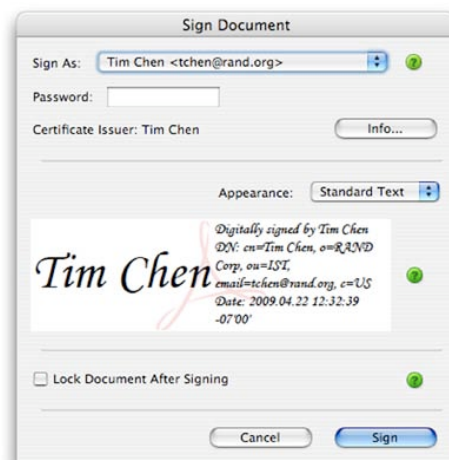 Sign Document
Sign As: Tim Chen <tchen@rand.org>
Password:
Certificate Issuer: Tim Chen Info...
Appearance: Standard Text
Tim Chen
Digitally signed by Tim Chen
DN: cn=Tim Chen, o=RAND
Corp, ou=IST,
email=tchen@rand.org, c=US
Date: 2009.04.22 12:32:39
-07'00'
Lock Document After Signing
Cancel Sign